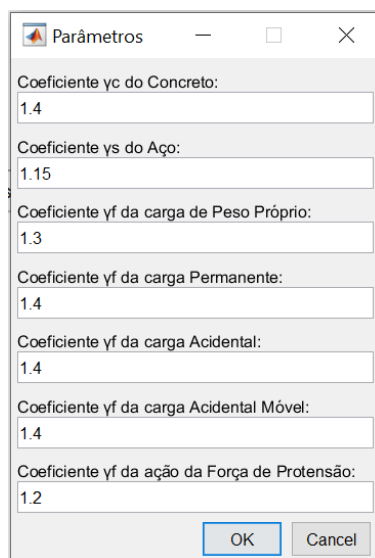 Parâmetros
Coeficiente γc do Concreto:
1.4
Coeficiente γs do Aço:
1.15
Coeficiente γf da carga de Peso Próprio:
1.3
Coeficiente γf da carga Permanente:
1.4
Coeficiente γf da carga Acidental:
1.4
Coeficiente γf da carga Acidental Móvel:
1.4
Coeficiente γf da ação da Força de Protensão:
1.2
OK Cancel